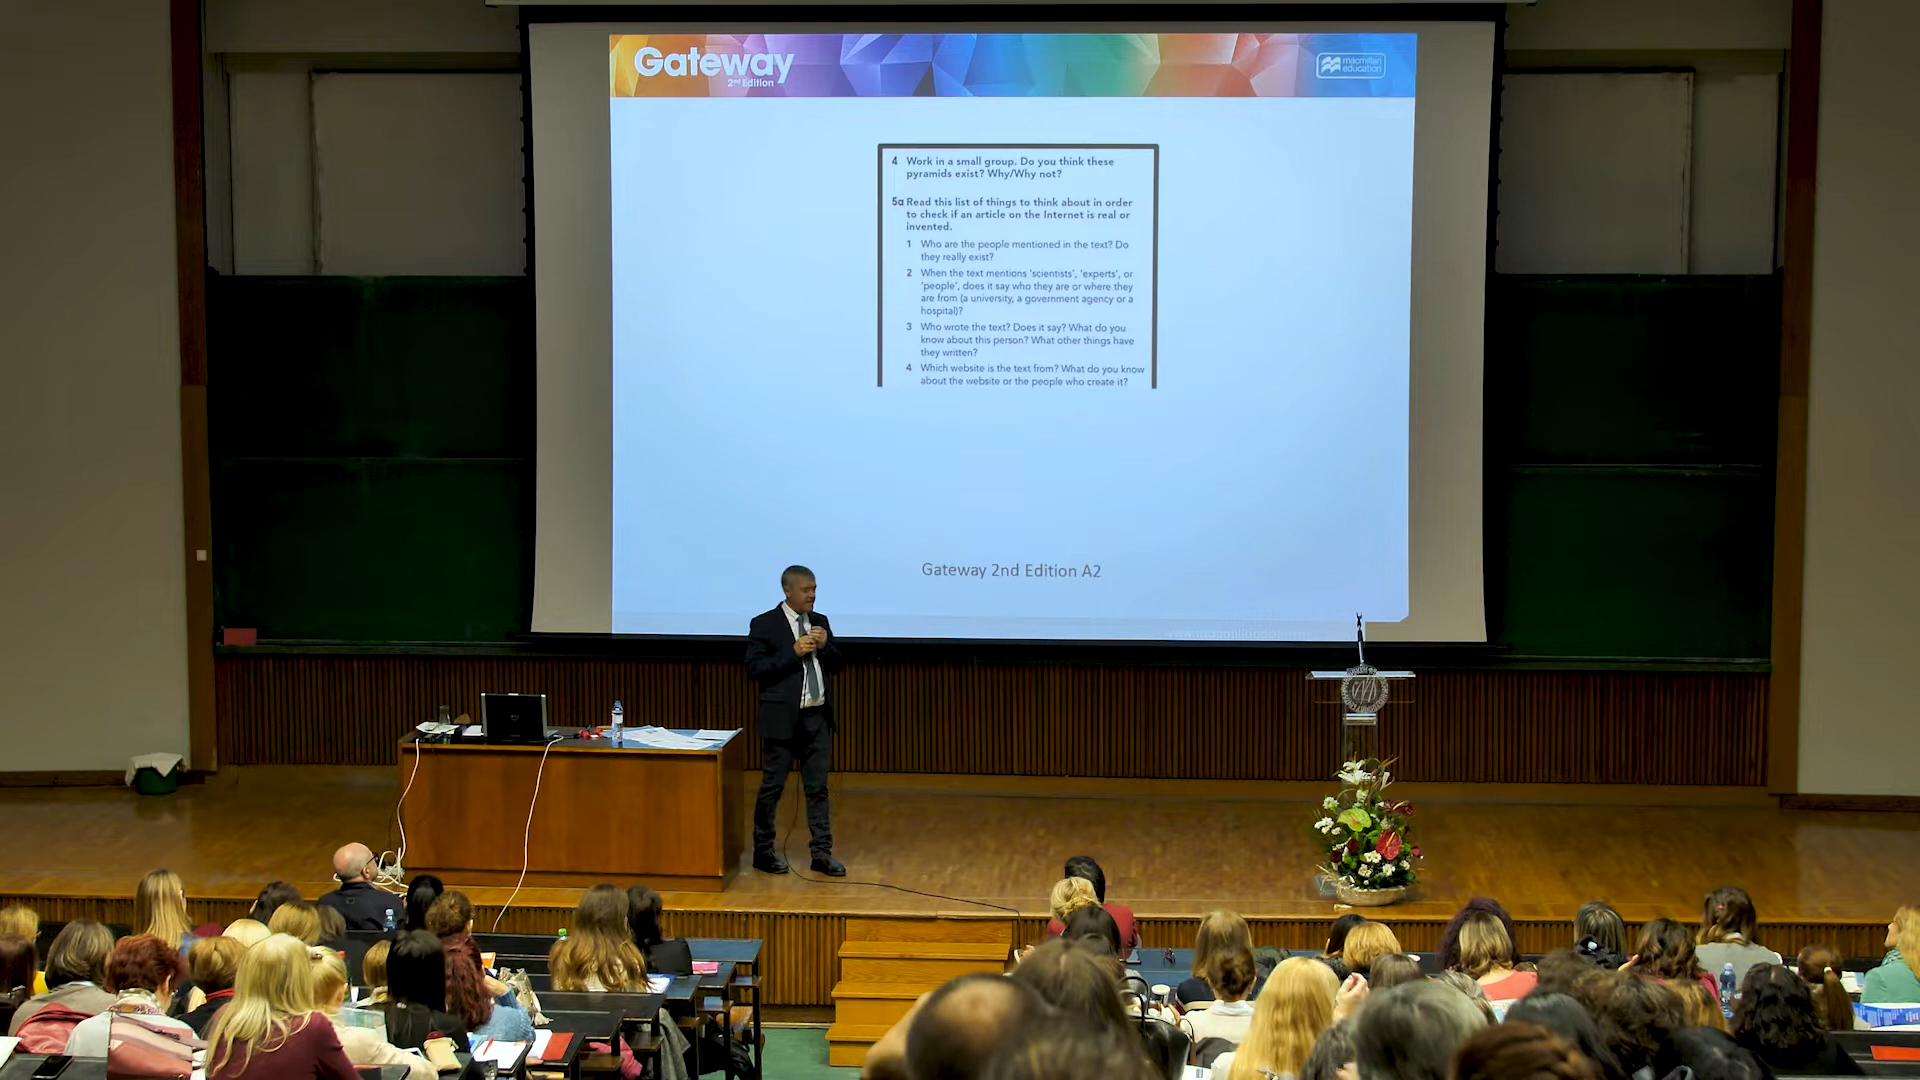 Gateway
2nd Edition
macmillan
education
4 Work in a small group. Do you think these
pyramids exist? Why/Why not?
5a Read this list of things to think about in order
to check if an article on the Internet is real or
invented.
1 Who are the people mentioned in the text? Do
they really exist?
2 When the text mentions 'scientists', 'experts', or
'people', does it say who they are or where they
are from (a university, a government agency or a
hospital)?
3 Who wrote the text? Does it say? What do you
know about this person? What other things have
they written?
4 Which website is the text from? What do you know
about the website or the people who create it?
Gateway 2nd Edition A2